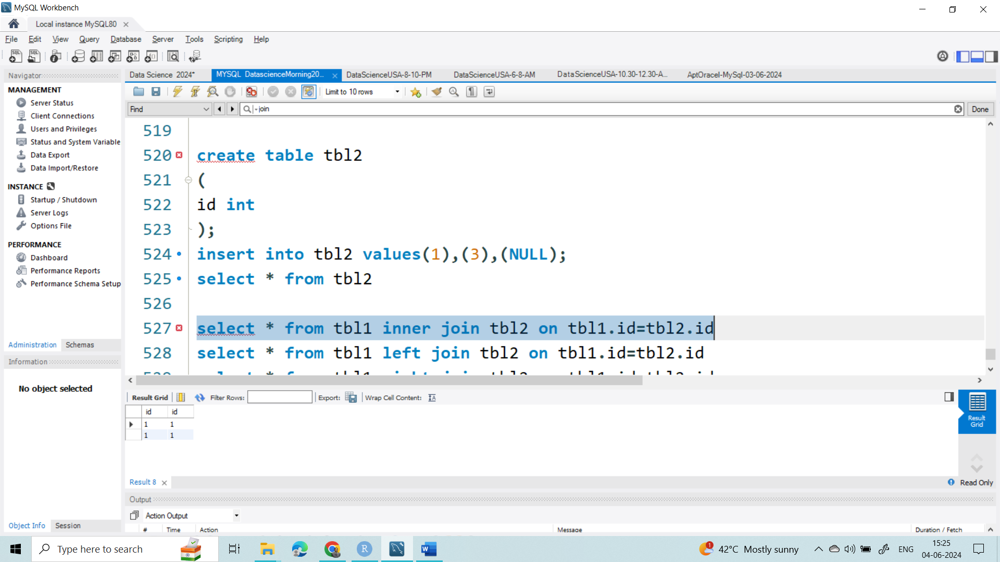 MySQL Workbench
Local instance MySQL80
File Edit View Query Database Server Tools Scripting Help
Navigator
MANAGEMENT
Server Status
Client Connections
Users and Privileges
Status and System Variable
Data Export
Data Import/Restore
INSTANCE
Startup / Shutdown
Server Logs
Options File
PERFORMANCE
Dashboard
Performance Reports
Performance Schema Setup
Administration Schemas
Information
No object selected
Object Info Session
Data Science 2024* MYSQL DatascienceMorning20... DataScienceUSA-8-10-PM DataScienceUSA-6-8-AM DataScienceUSA-10.30-12.30-A... AptOracel-MySql-03-06-2024
Limit to 10 rows
Find join Done
519
520 create table tbl2
521 (
522 id int
523 );
524 insert into tbl2 values(1),(3),(NULL);
525 select * from tbl2
526
527 select * from tbl1 inner join tbl2 on tbl1.id=tbl2.id
528 select * from tbl1 left join tbl2 on tbl1.id=tbl2.id
Result Grid Filter Rows: Export: Wrap Cell Content:
id id
1 1
1 1
Result Grid
Result 8 Read Only
Output
Action Output
# Time Action Message Duration / Fetch
Type here to search
1 42°C Mostly sunny ENG 15:25
04-06-2024